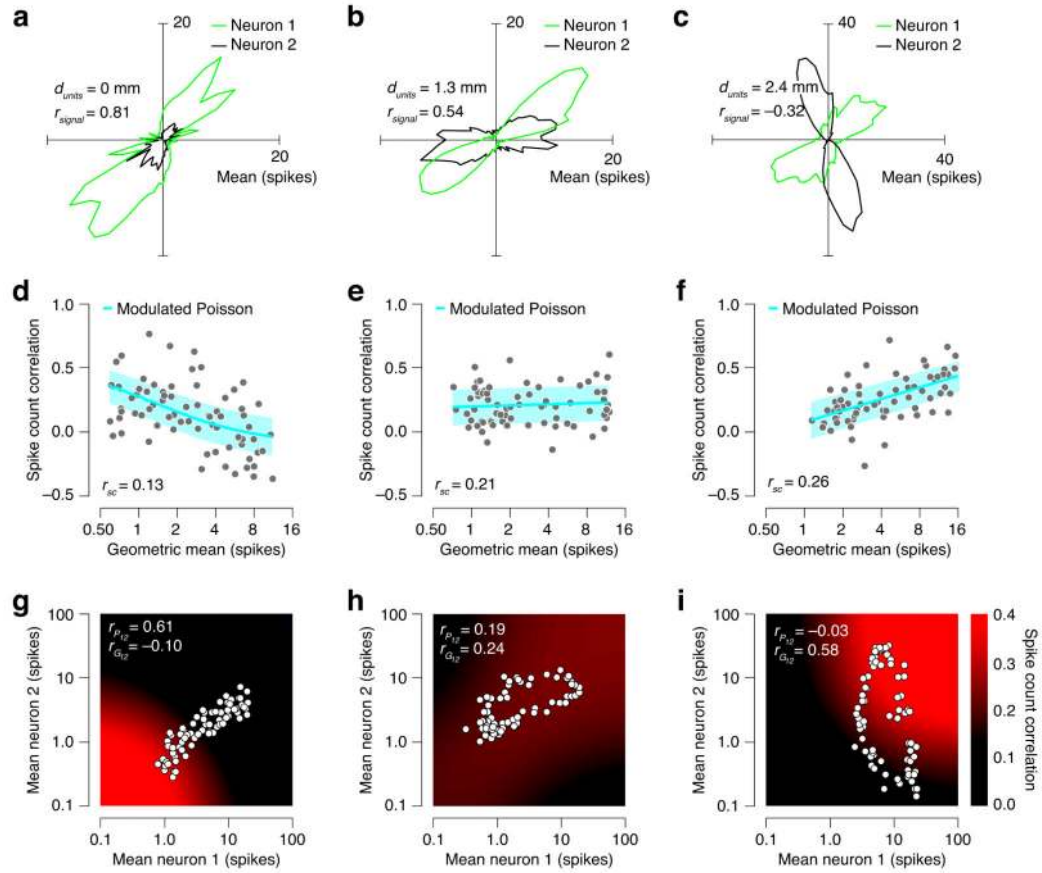 a
20
Neuron 1
Neuron 2
d_units = 0 mm
r_signal = 0.81
20
Mean (spikes)
b
20
Neuron 1
Neuron 2
d_units = 1.3 mm
r_signal = 0.54
20
Mean (spikes)
c
40
Neuron 1
Neuron 2
d_units = 2.4 mm
r_signal = −0.32
40
Mean (spikes)
d
Spike count correlation
1.0
0.5
0.0
−0.5
Modulated Poisson
r_sc = 0.13
0.50 1 2 4 8 16
Geometric mean (spikes)
e
Spike count correlation
1.0
0.5
0.0
−0.5
Modulated Poisson
r_sc = 0.21
0.50 1 2 4 8 16
Geometric mean (spikes)
f
Spike count correlation
1.0
0.5
0.0
−0.5
Modulated Poisson
r_sc = 0.26
0.50 1 2 4 8 16
Geometric mean (spikes)
g
Mean neuron 2 (spikes)
100
10
1.0
0.1
r_P12 = 0.61
r_G12 = −0.10
0.1 1.0 10 100
Mean neuron 1 (spikes)
h
Mean neuron 2 (spikes)
100
10
1.0
0.1
r_P12 = 0.19
r_G12 = 0.24
0.1 1.0 10 100
Mean neuron 1 (spikes)
i
Mean neuron 2 (spikes)
100
10
1.0
0.1
r_P12 = −0.03
r_G12 = 0.58
0.1 1.0 10 100
Mean neuron 1 (spikes)
0.4
0.3
0.2
0.1
0.0
Spike count correlation